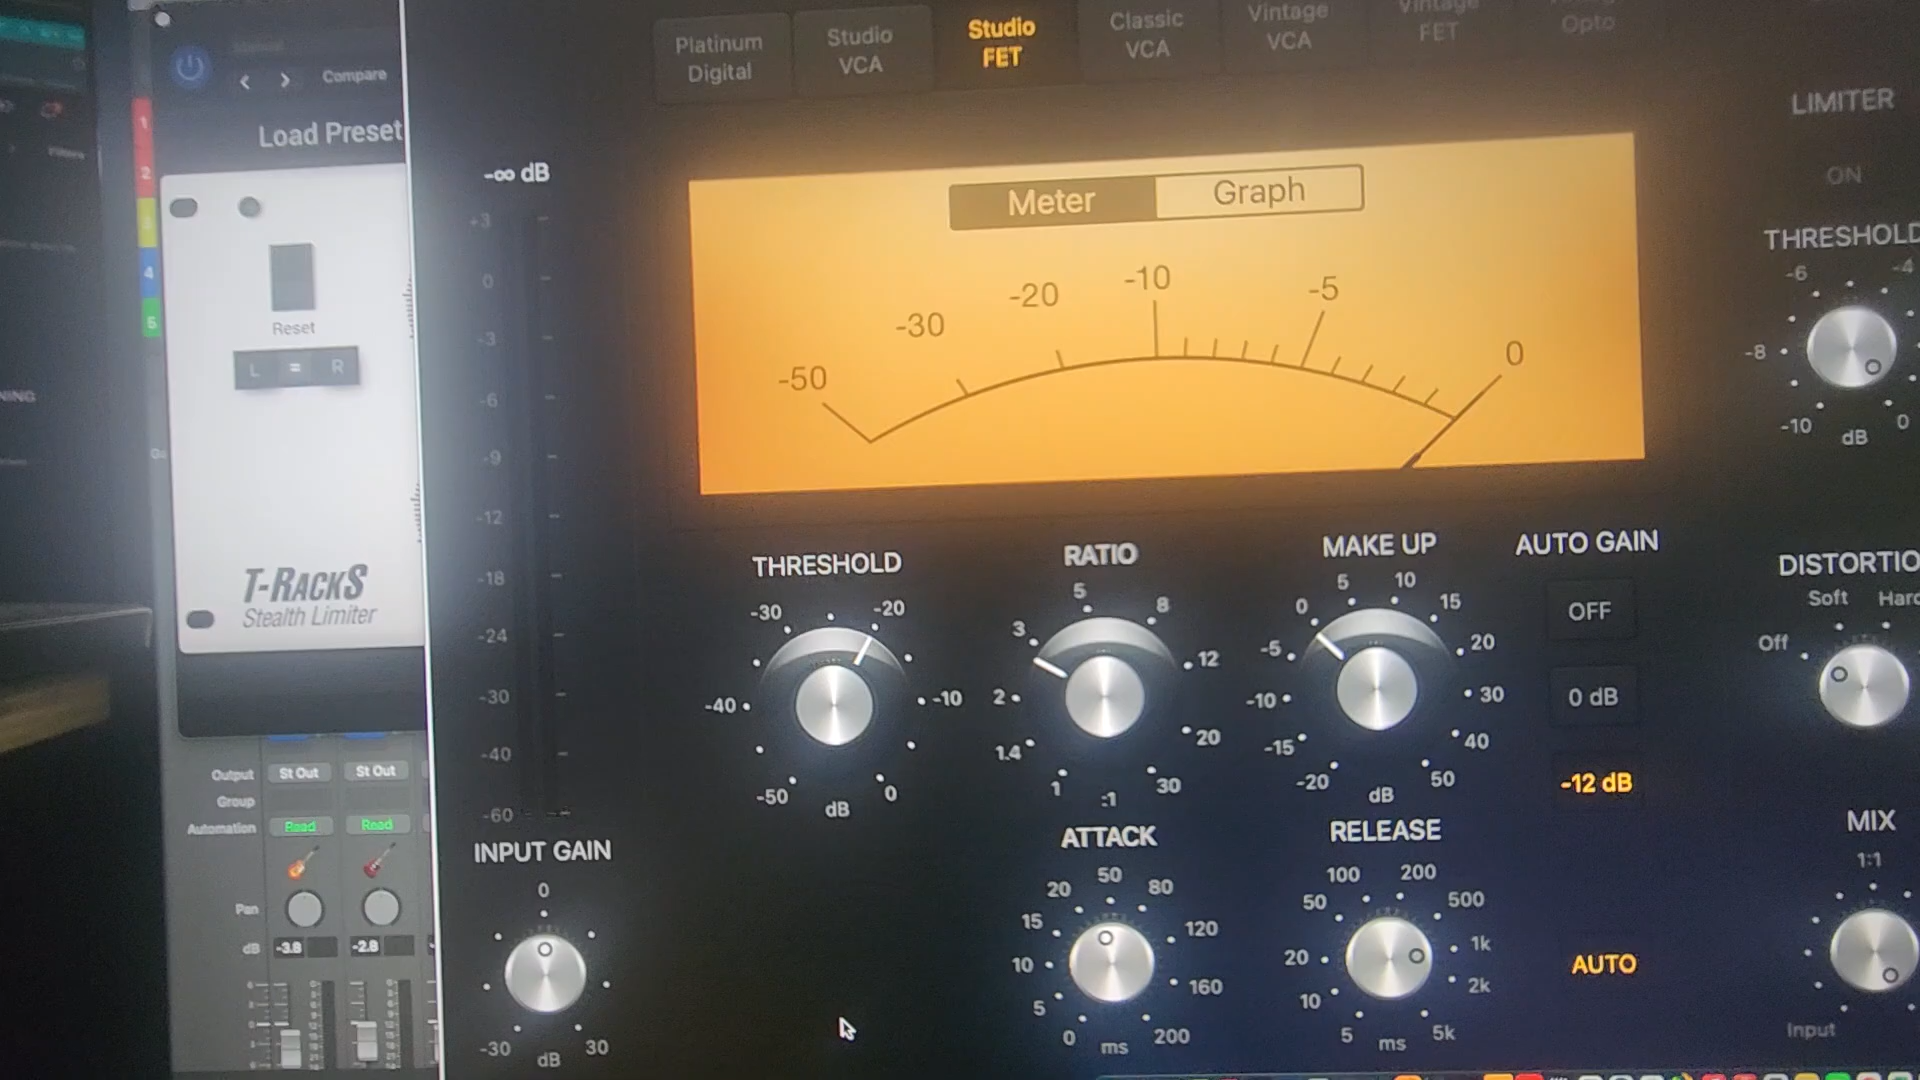 Platinum Digital
Studio VCA
Studio FET
Classic VCA
Vintage VCA
Vintage FET
Opto
Compare
Load Preset
LIMITER
ON
-∞ dB
Meter
Graph
-50
-30
-20
-10
-5
0
THRESHOLD
-6
-4
-8
-10
0
dB
1
2
3
4
5
Reset
L = R
T-RackS
Stealth Limiter
+3
0
-3
-6
-9
-12
-18
-24
-30
-40
-60
THRESHOLD
-30
-20
-40
-10
-50
0
dB
RATIO
5
3
8
2
12
1.4
20
1
:1
30
MAKE UP
5
10
0
15
-5
20
-10
30
-15
40
-20
50
dB
AUTO GAIN
OFF
0 dB
-12 dB
DISTORTIO
Soft
Hard
Off
INPUT GAIN
0
-30
dB
30
ATTACK
50
20
80
15
120
10
160
5
0
ms
200
RELEASE
100
200
50
500
20
1k
10
2k
5
ms
5k
AUTO
MIX
1:1
Input
Output
St Out
St Out
Group
Automation
Read
Read
Pan
dB
-3.8
-2.8